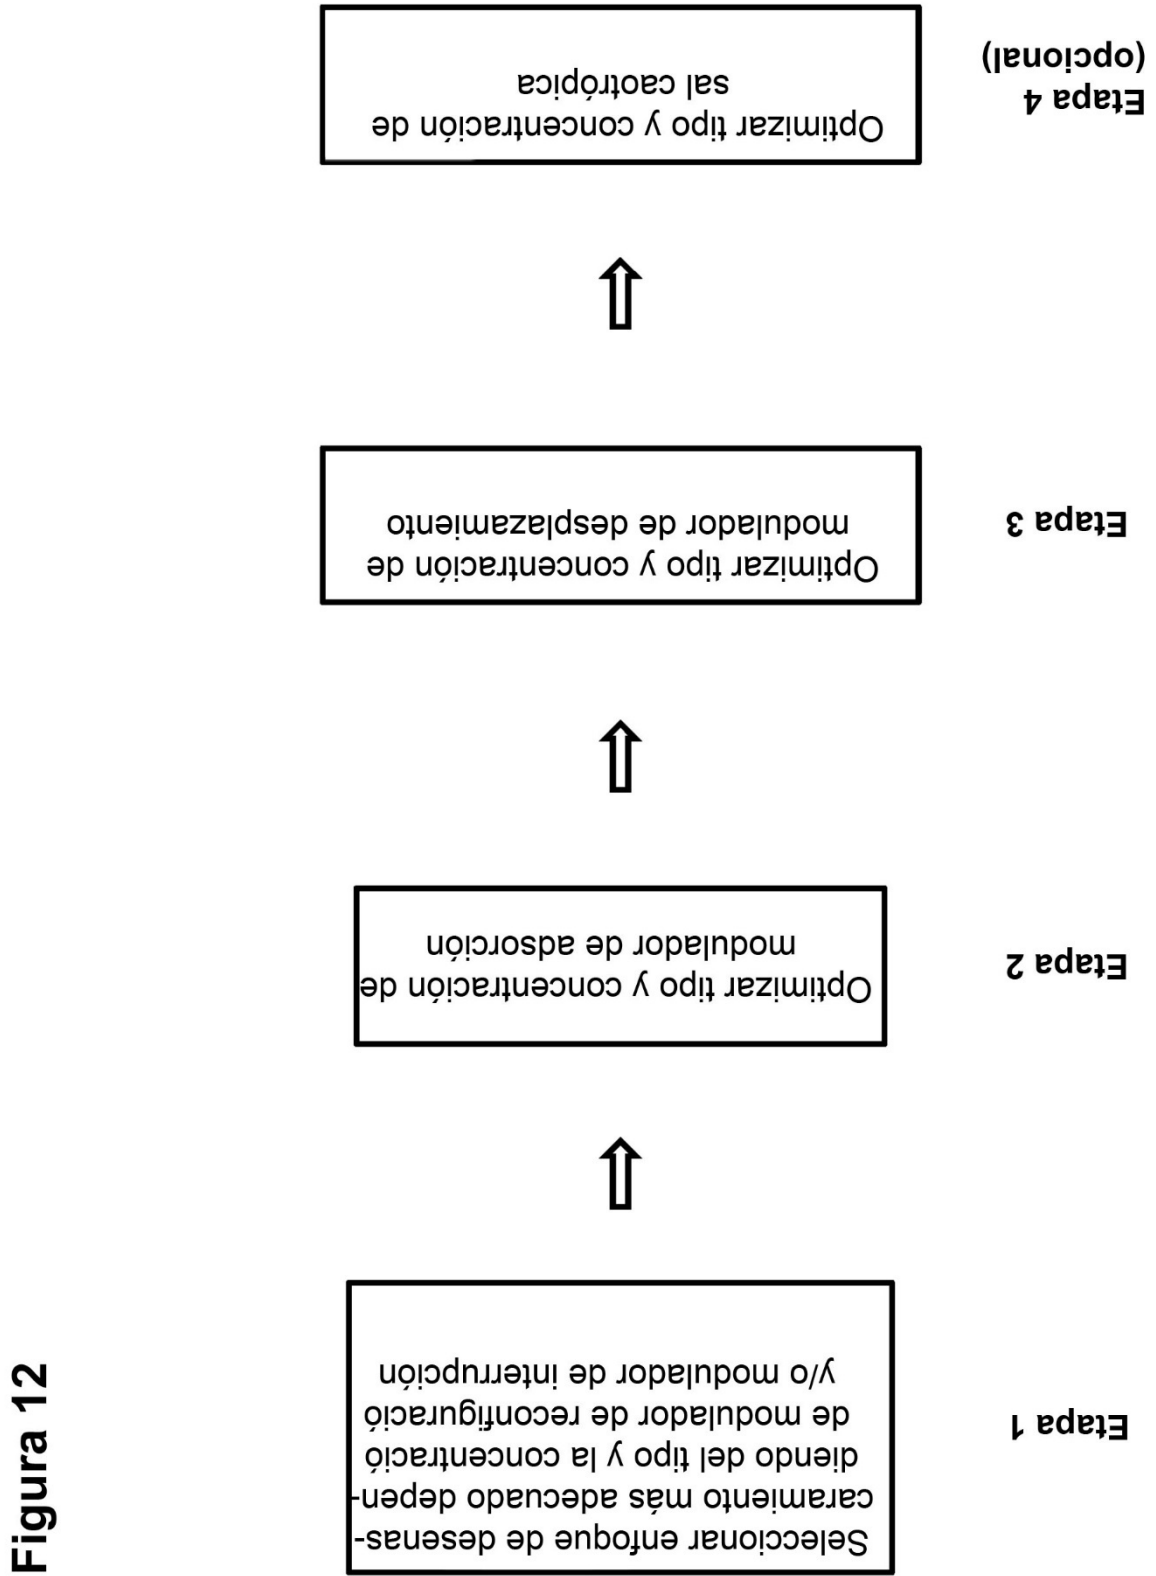 Figura 12
Etapa 1
Seleccionar enfoque de desenas-
caramiento más adecuado depen-
diendo del tipo y la concentració
de modulador de reconfiguració
y/o modulador de interrupción
Etapa 2
Optimizar tipo y concentración de
modulador de adsorción
Etapa 3
Optimizar tipo y concentración de
modulador de desplazamiento
Etapa 4
(opcional)
Optimizar tipo y concentración de
sal caotrópica